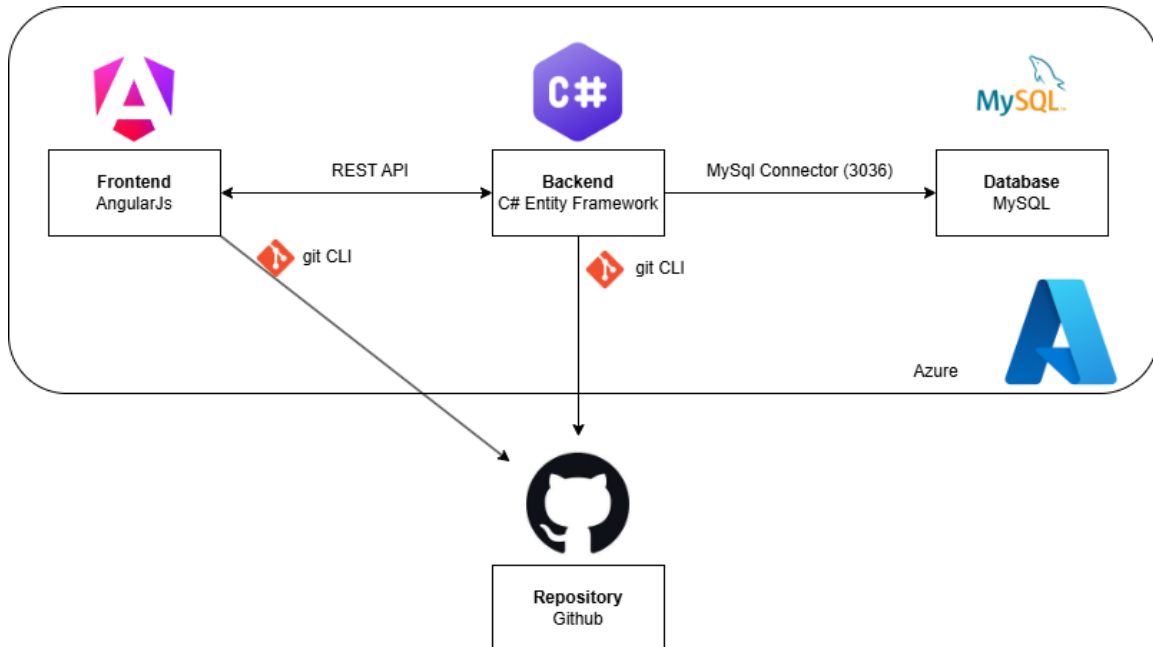 C#
MySQL
Frontend
AngularJs
REST API
Backend
C# Entity Framework
MySql Connector (3036)
Database
MySQL
git CLI
git CLI
Azure
Repository
Github